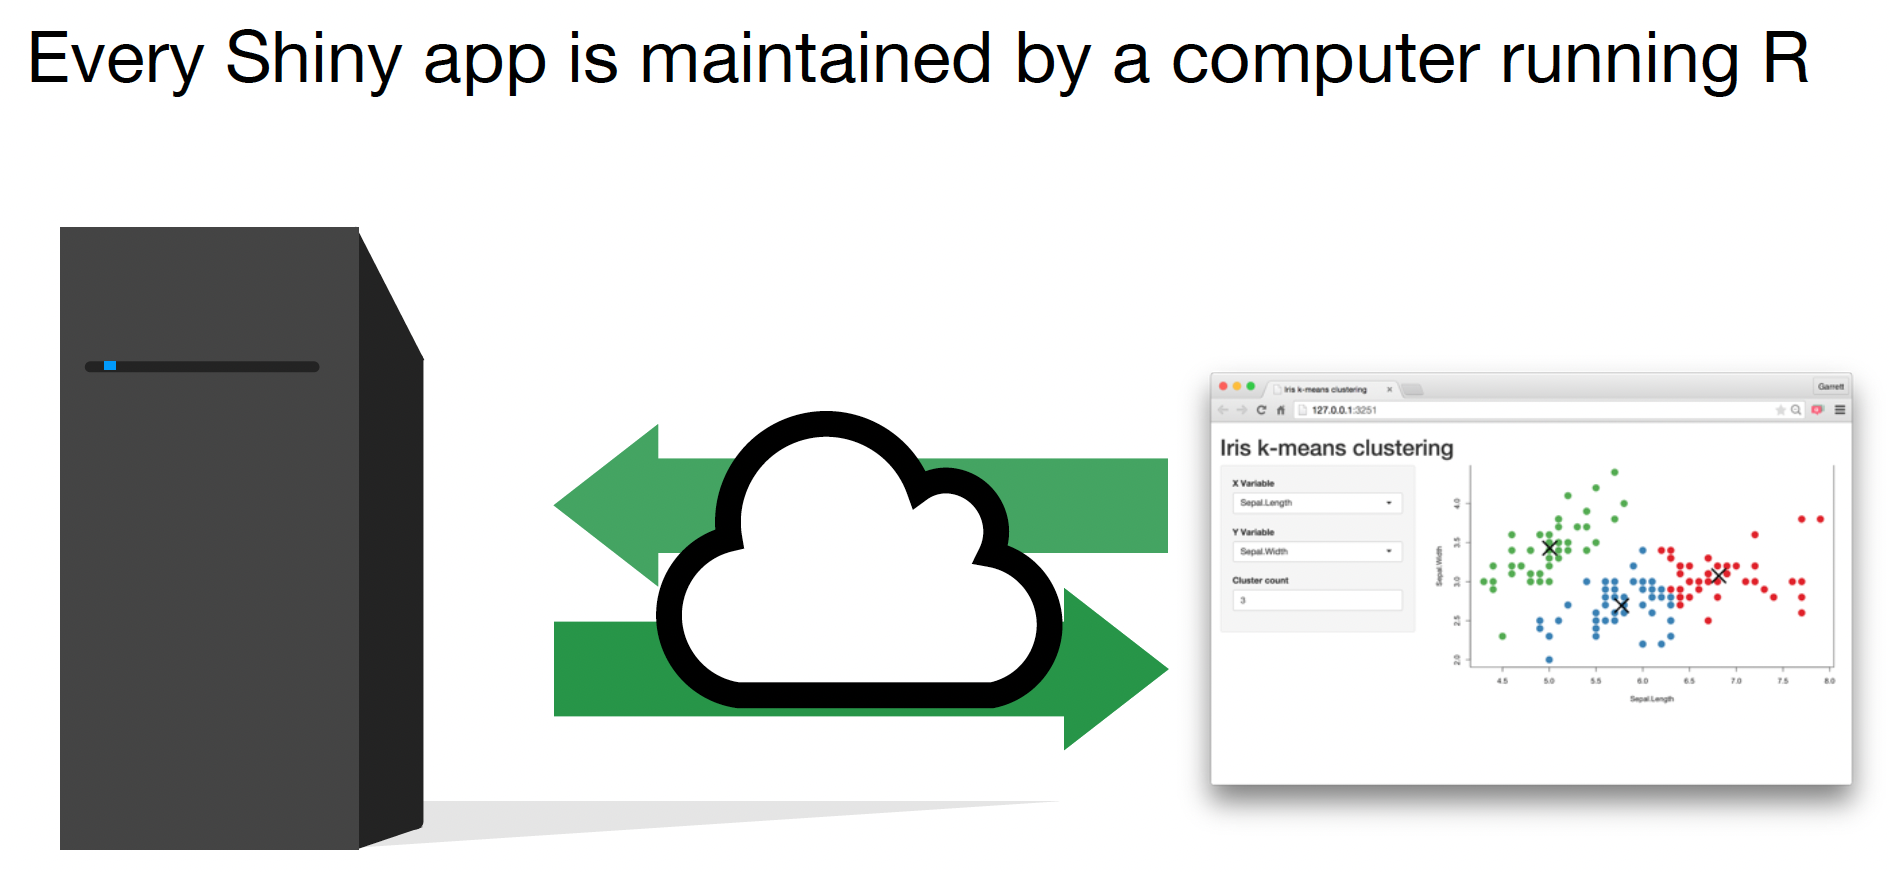 Every Shiny app is maintained by a computer running R
Iris k-means clustering
Garrett
127.0.0.1:3251
Iris k-means clustering
X Variable
Sepal.Length
Y Variable
Sepal.Width
Cluster count
3
Sepal.Width
4.0
3.5
3.0
2.5
2.0
4.5 5.0 5.5 6.0 6.5 7.0 7.5 8.0
Sepal.Length